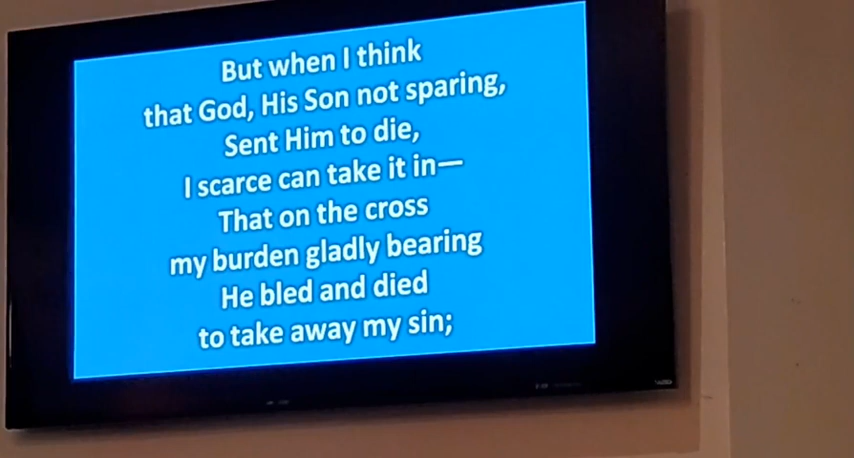 But when I think
that God, His Son not sparing,
Sent Him to die,
I scarce can take it in—
That on the cross
my burden gladly bearing
He bled and died
to take away my sin;